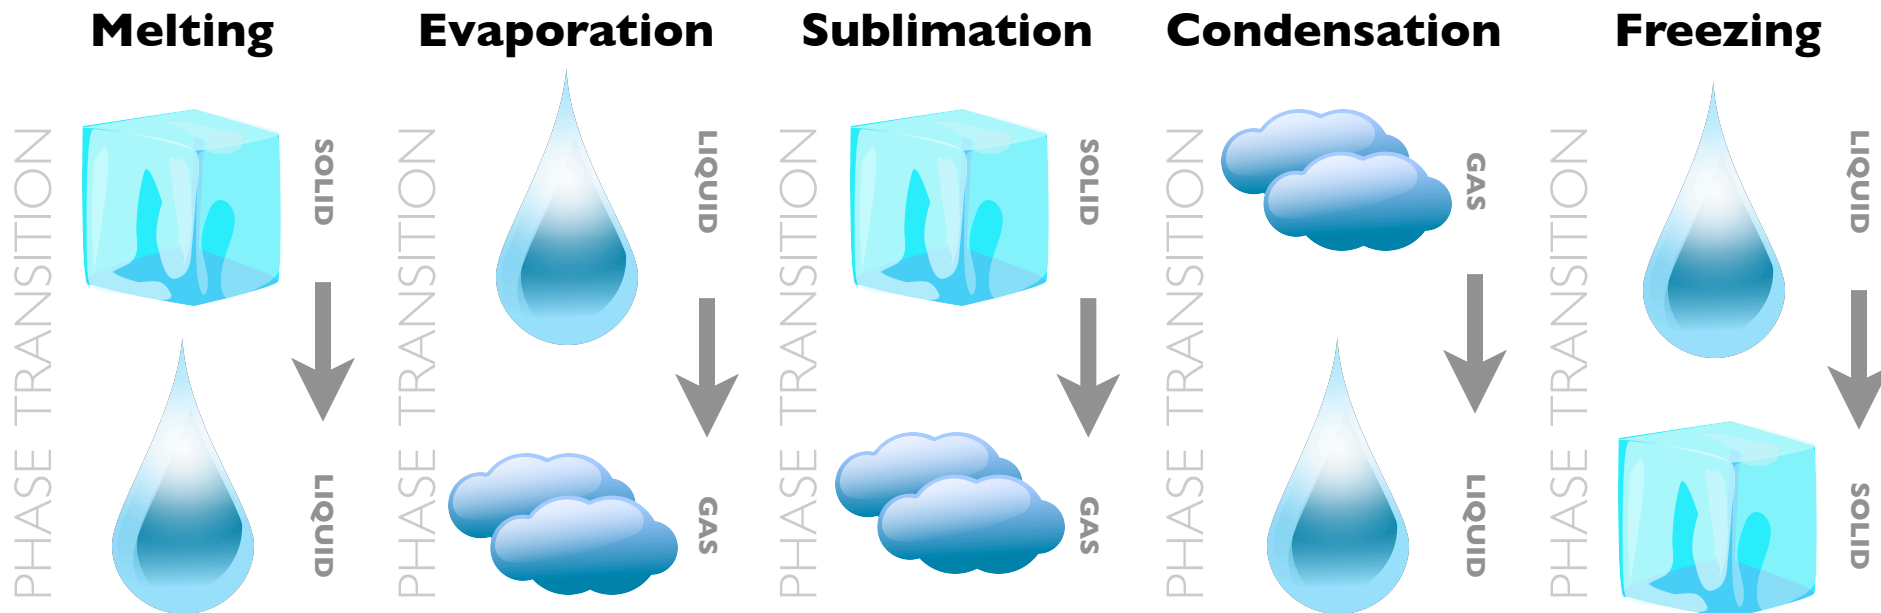 Melting
PHASE TRANSITION
SOLID
LIQUID
Evaporation
PHASE TRANSITION
LIQUID
GAS
Sublimation
PHASE TRANSITION
SOLID
GAS
Condensation
PHASE TRANSITION
GAS
LIQUID
Freezing
PHASE TRANSITION
LIQUID
SOLID